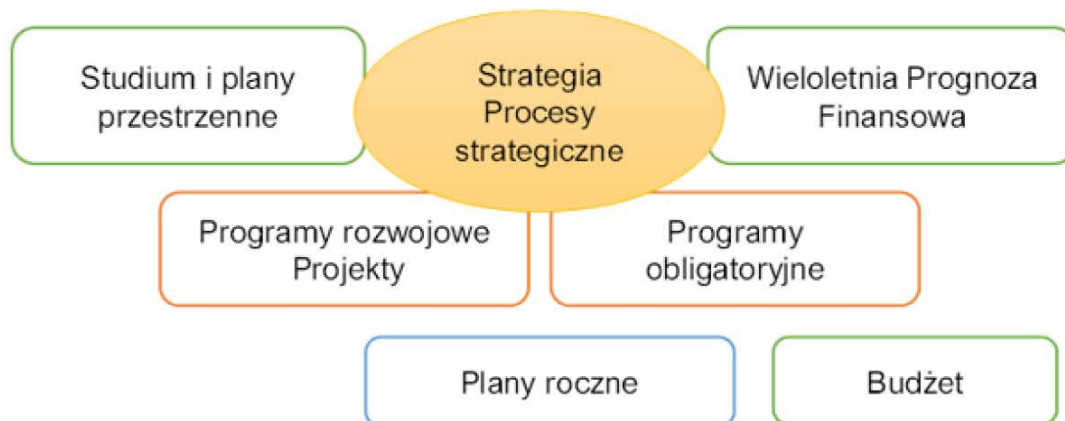 Studium i plany
przestrzenne
Strategia
Procesy
strategiczne
Wieloletnia Prognoza
Finansowa
Programy rozwojowe
Projekty
Programy
obligatoryjne
Plany roczne
Budżet